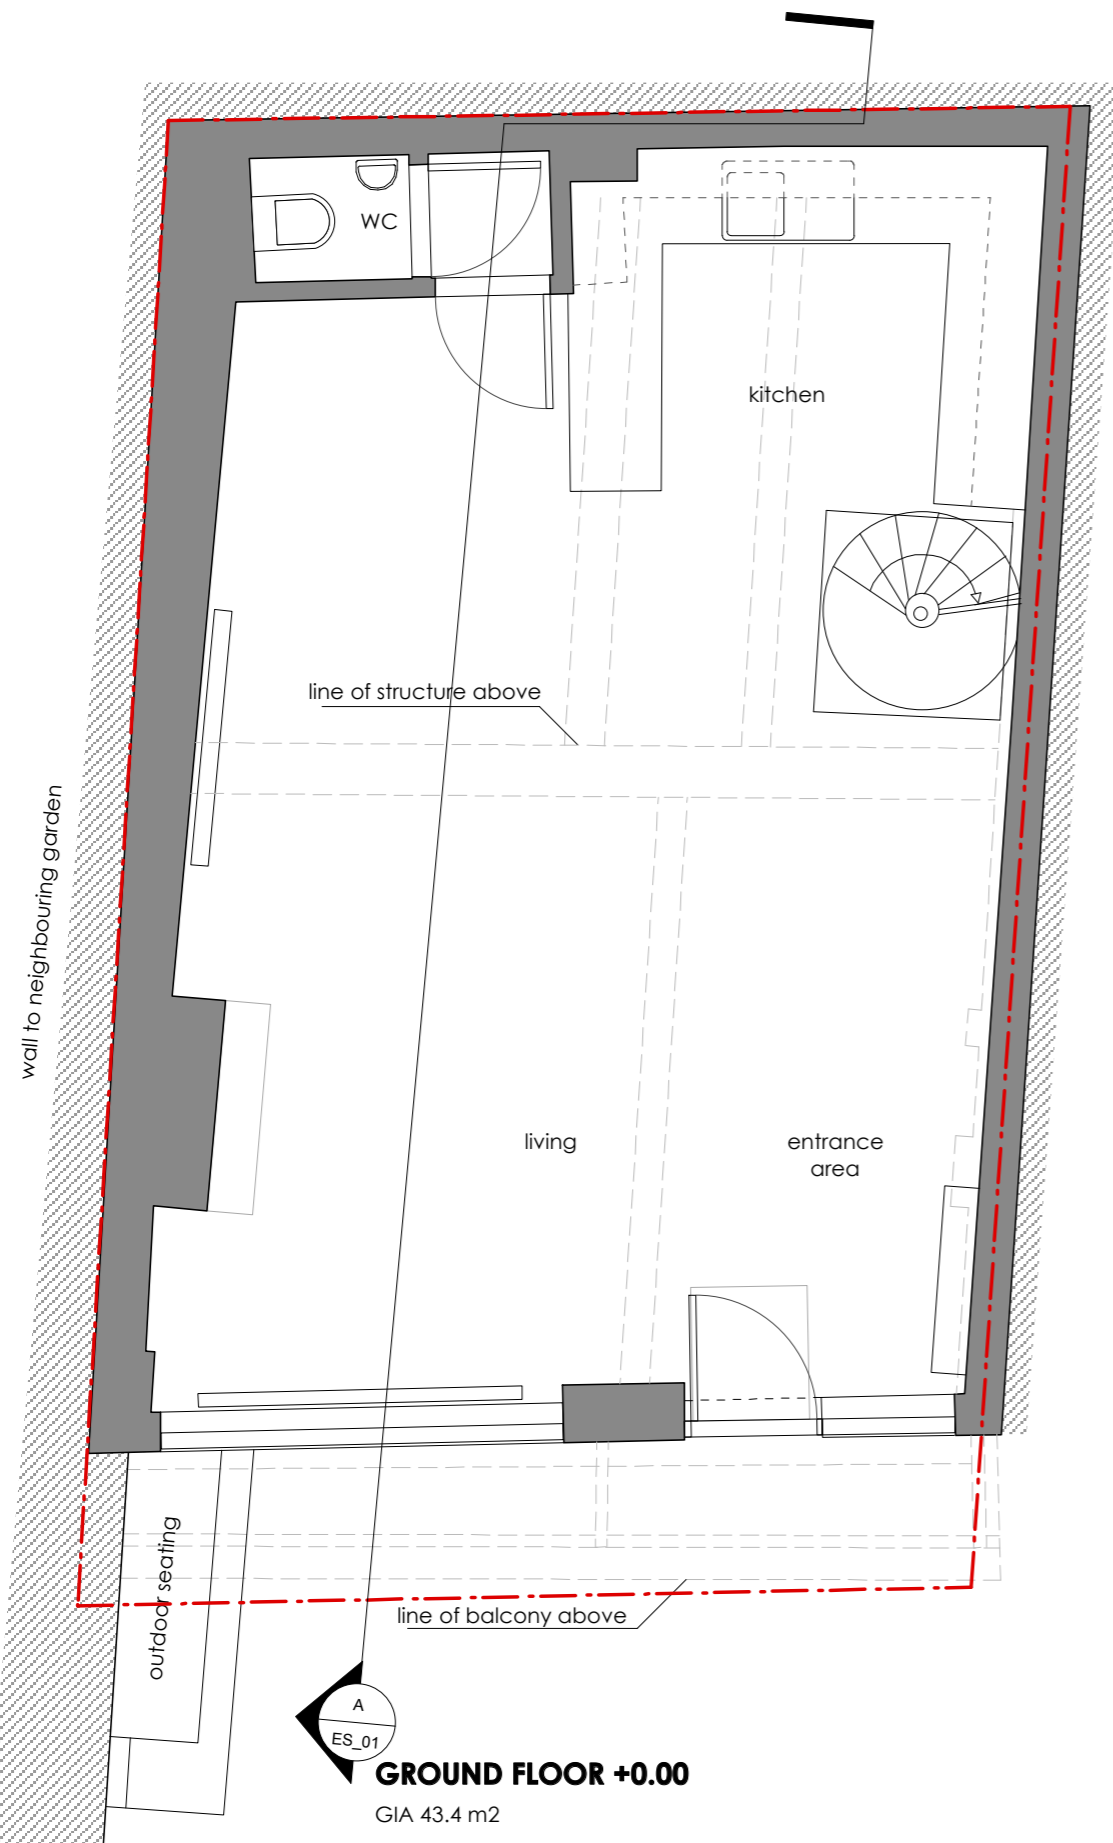 WC
kitchen
line of structure above
wall to neighbouring garden
living
entrance
area
outdoor seating
line of balcony above
A
ES_01
GROUND FLOOR +0.00
GIA 43.4 m2